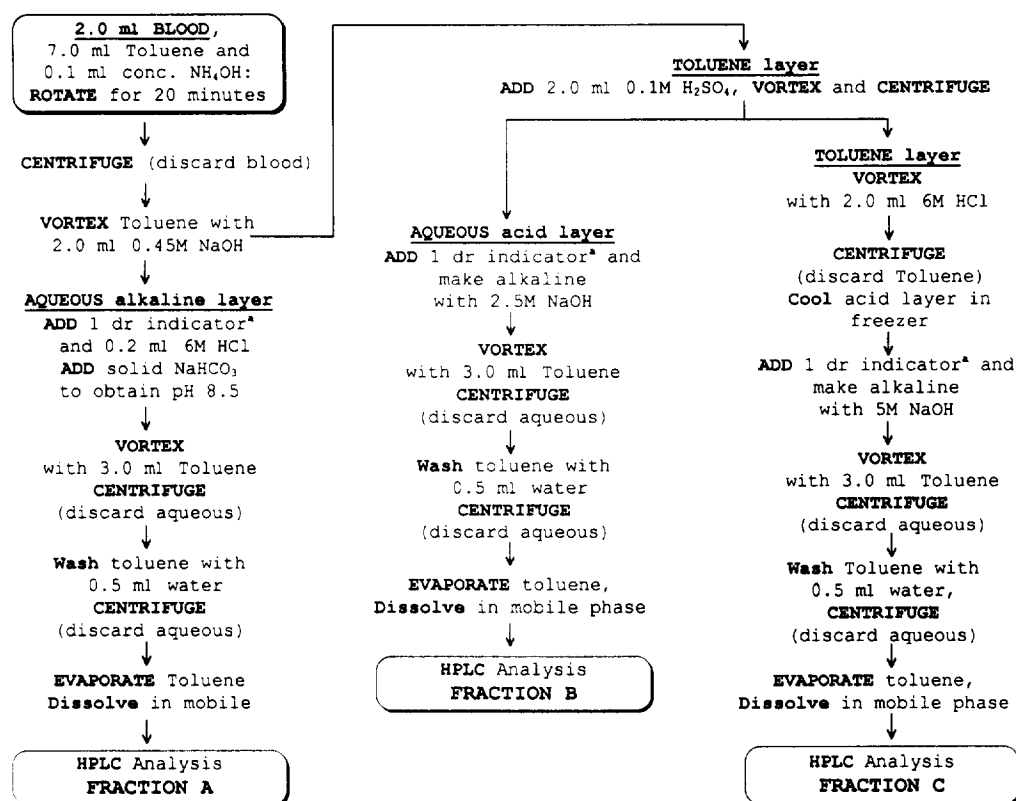 2.0 ml BLOOD,
7.0 ml Toluene and
0.1 ml conc. NH₄OH:
ROTATE for 20 minutes
CENTRIFUGE (discard blood)
VORTEX Toluene with
2.0 ml 0.45M NaOH
AQUEOUS alkaline layer
ADD 1 dr indicatorᵃ
and 0.2 ml 6M HCl
ADD solid NaHCO₃
to obtain pH 8.5
VORTEX
with 3.0 ml Toluene
CENTRIFUGE
(discard aqueous)
Wash toluene with
0.5 ml water
CENTRIFUGE
(discard aqueous)
EVAPORATE Toluene
Dissolve in mobile
HPLC Analysis
FRACTION A
TOLUENE layer
ADD 2.0 ml 0.1M H₂SO₄, VORTEX and CENTRIFUGE
AQUEOUS acid layer
ADD 1 dr indicatorᵃ and
make alkaline
with 2.5M NaOH
VORTEX
with 3.0 ml Toluene
CENTRIFUGE
(discard aqueous)
Wash toluene with
0.5 ml water
CENTRIFUGE
(discard aqueous)
EVAPORATE toluene,
Dissolve in mobile phase
HPLC Analysis
FRACTION B
TOLUENE layer
VORTEX
with 2.0 ml 6M HCl
CENTRIFUGE
(discard Toluene)
Cool acid layer in
freezer
ADD 1 dr indicatorᵃ and
make alkaline
with 5M NaOH
VORTEX
with 3.0 ml Toluene
CENTRIFUGE
(discard aqueous)
Wash Toluene with
0.5 ml water,
CENTRIFUGE
(discard aqueous)
EVAPORATE toluene,
Dissolve in mobile phase
HPLC Analysis
FRACTION C